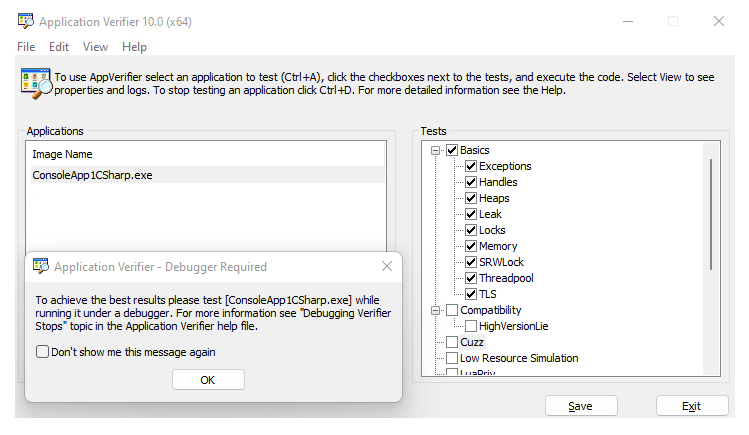 Application Verifier 10.0 (x64)
File Edit View Help
To use AppVerifier select an application to test (Ctrl+A), click the checkboxes next to the tests, and execute the code. Select View to see
properties and logs. To stop testing an application click Ctrl+D. For more detailed information see the Help.
Applications
Image Name
ConsoleApp1CSharp.exe
Application Verifier - Debugger Required
To achieve the best results please test [ConsoleApp1CSharp.exe] while
running it under a debugger. For more information see "Debugging Verifier
Stops" topic in the Application Verifier help file.
Don't show me this message again
OK
Tests
Basics
Exceptions
Handles
Heaps
Leak
Locks
Memory
SRWLock
Threadpool
TLS
Compatibility
HighVersionLie
Cuzz
Low Resource Simulation
LuaPriv
Save
Exit